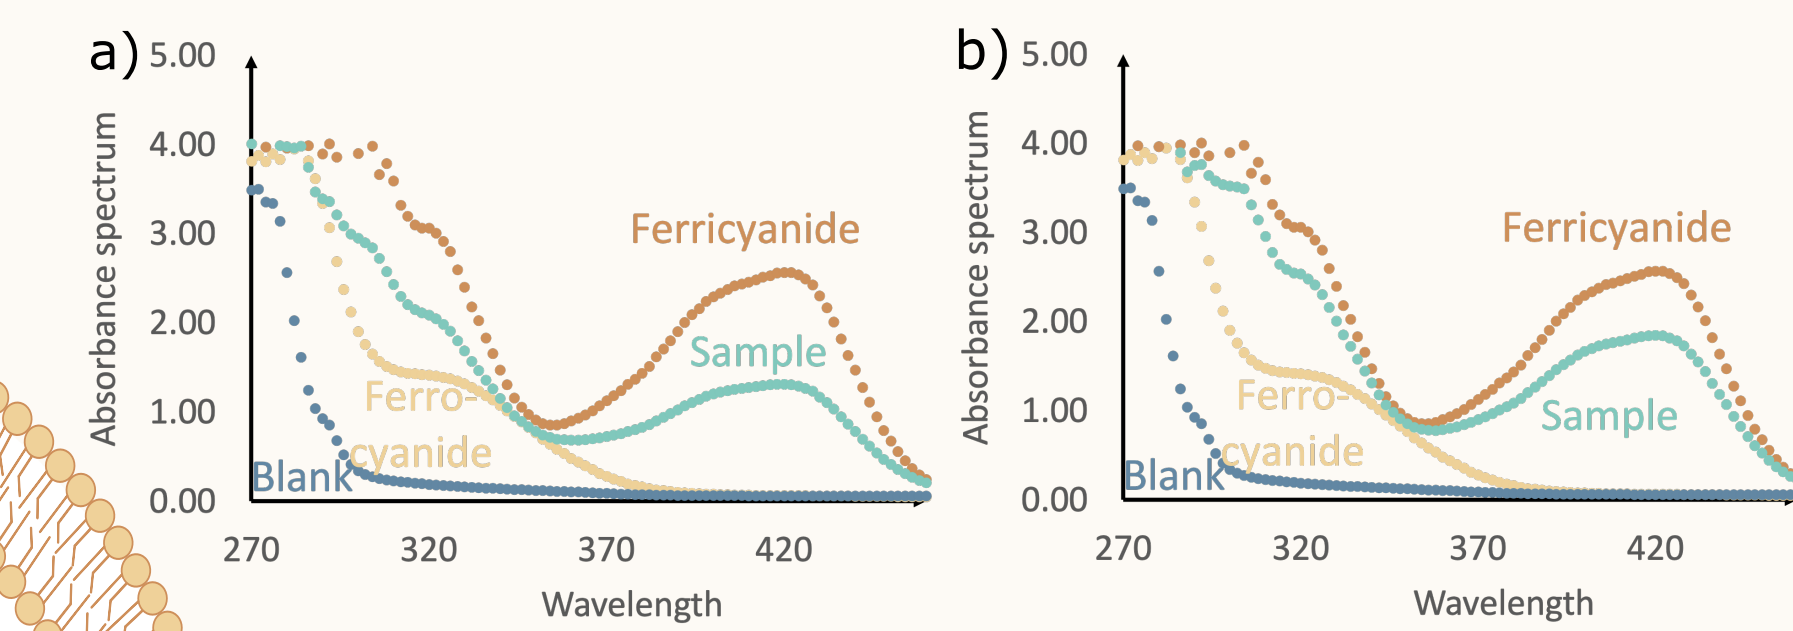 a)
5.00
4.00
3.00
2.00
1.00
0.00
Absorbance spectrum
Ferricyanide
Sample
Ferro-
cyanide
Blank
270 320 370 420
Wavelength
b)
5.00
4.00
3.00
2.00
1.00
0.00
Absorbance spectrum
Ferricyanide
Sample
Ferro-
cyanide
Blank
270 320 370 420
Wavelength